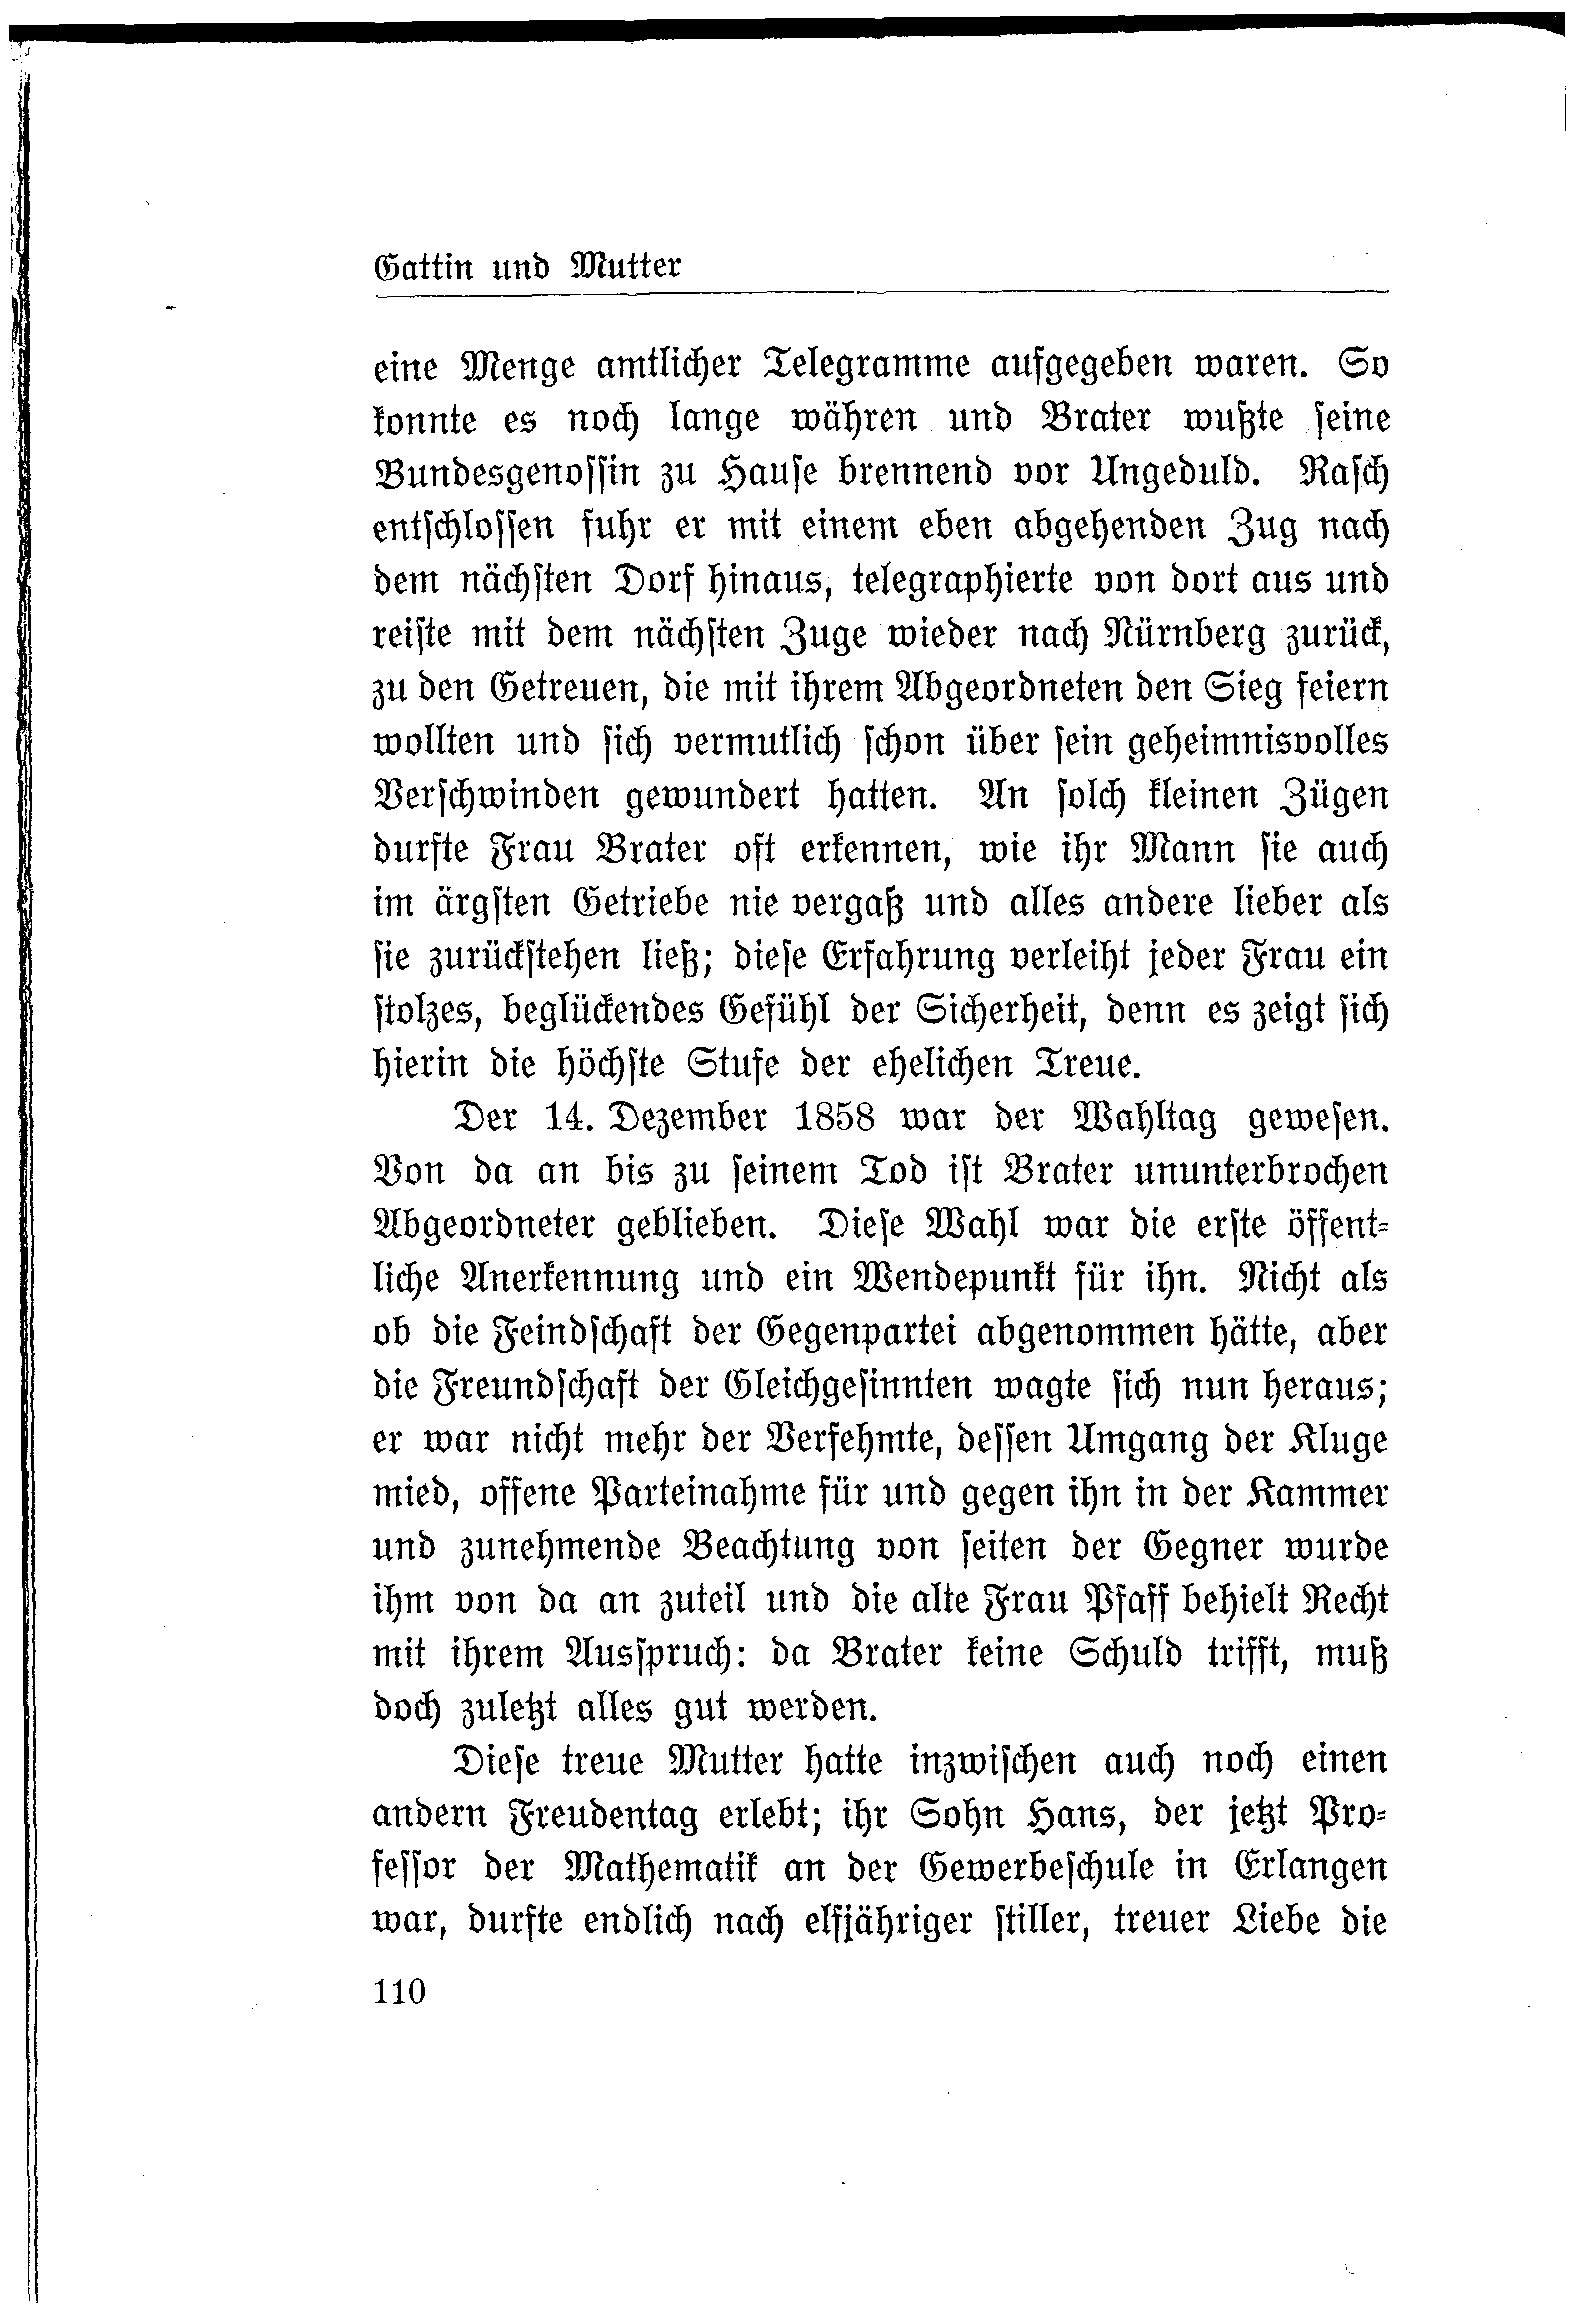 Gattin und Mutter
eine Menge amtlicher Telegramme aufgegeben waren. So
konnte es noch lange währen und Brater wußte seine
Bundesgenossin zu Hause brennend vor Ungeduld. Rasch
entschlossen fuhr er mit einem eben abgehenden Zug nach
dem nächsten Dorf hinaus, telegraphierte von dort aus und
reiste mit dem nächsten Zuge wieder nach Nürnberg zurück,
zu den Getreuen, die mit ihrem Abgeordneten den Sieg feiern
wollten und sich vermutlich schon über sein geheimnisvolles
Verschwinden gewundert hatten. An solch kleinen Zügen
durfte Frau Brater oft erkennen, wie ihr Mann sie auch
im ärgsten Getriebe nie vergaß und alles andere lieber als
sie zurückstehen ließ; diese Erfahrung verleiht jeder Frau ein
stolzes, beglückendes Gefühl der Sicherheit, denn es zeigt sich
hierin die höchste Stufe der ehelichen Treue.
Der 14. Dezember 1858 war der Wahltag gewesen.
Von da an bis zu seinem Tod ist Brater ununterbrochen
Abgeordneter geblieben. Diese Wahl war die erste öffent-
liche Anerkennung und ein Wendepunkt für ihn. Nicht als
ob die Feindschaft der Gegenpartei abgenommen hätte, aber
die Freundschaft der Gleichgesinnten wagte sich nun heraus;
er war nicht mehr der Verfehmte, dessen Umgang der Kluge
mied, offene Parteinahme für und gegen ihn in der Kammer
und zunehmende Beachtung von seiten der Gegner wurde
ihm von da an zuteil und die alte Frau Pfaff behielt Recht
mit ihrem Ausspruch: da Brater keine Schuld trifft, muß
doch zuletzt alles gut werden.
Diese treue Mutter hatte inzwischen auch noch einen
andern Freudentag erlebt; ihr Sohn Hans, der jetzt Pro-
fessor der Mathematik an der Gewerbeschule in Erlangen
war, durfte endlich nach elfjähriger stiller, treuer Liebe die
110